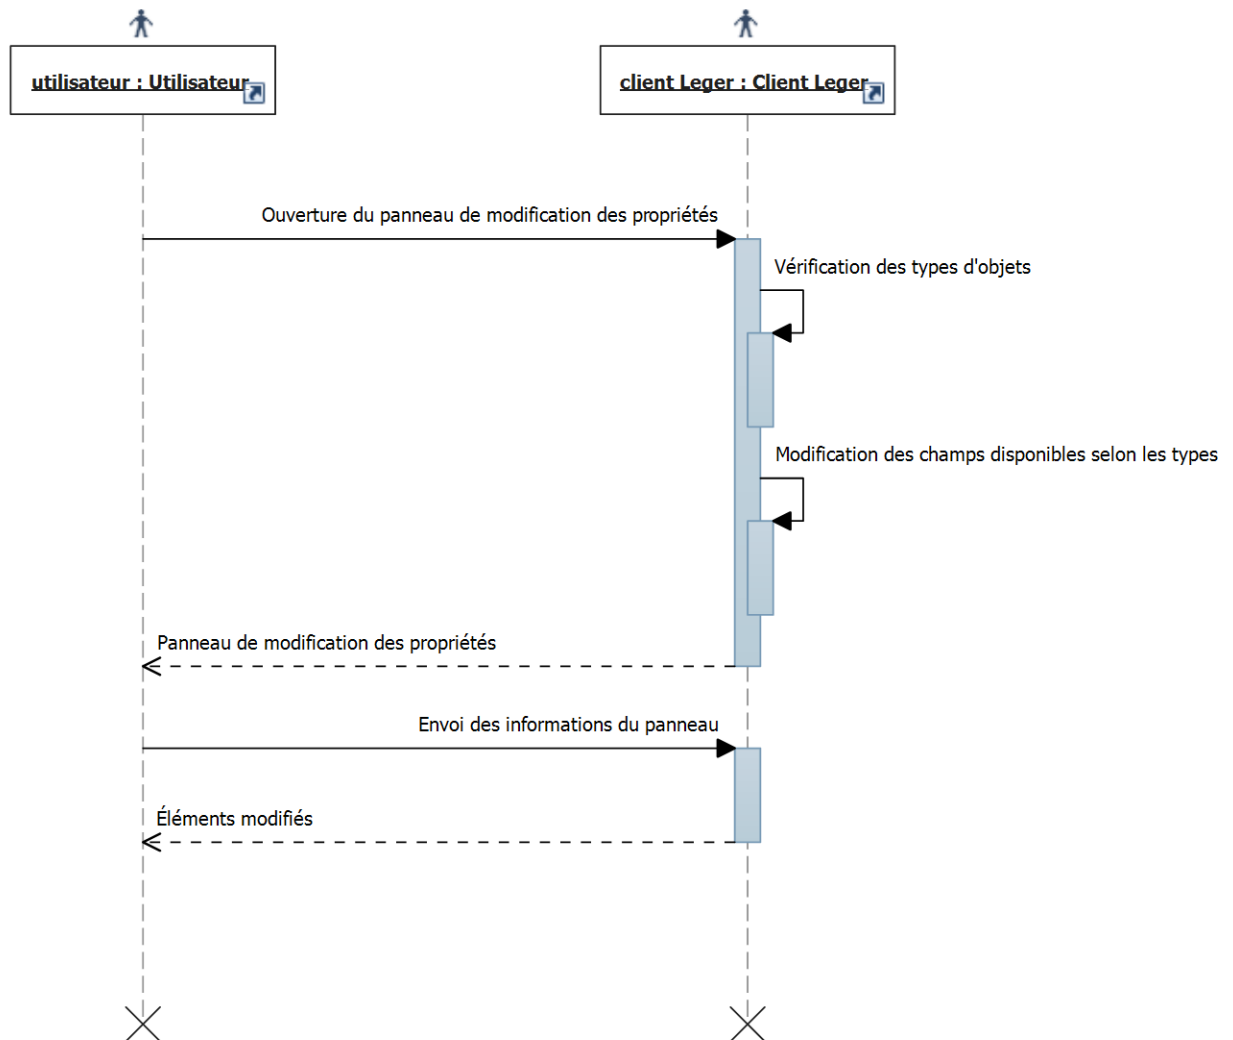 utilisateur : Utilisateur
client Leger : Client Leger
Ouverture du panneau de modification des propriétés
Vérification des types d'objets
Modification des champs disponibles selon les types
Panneau de modification des propriétés
Envoi des informations du panneau
Éléments modifiés